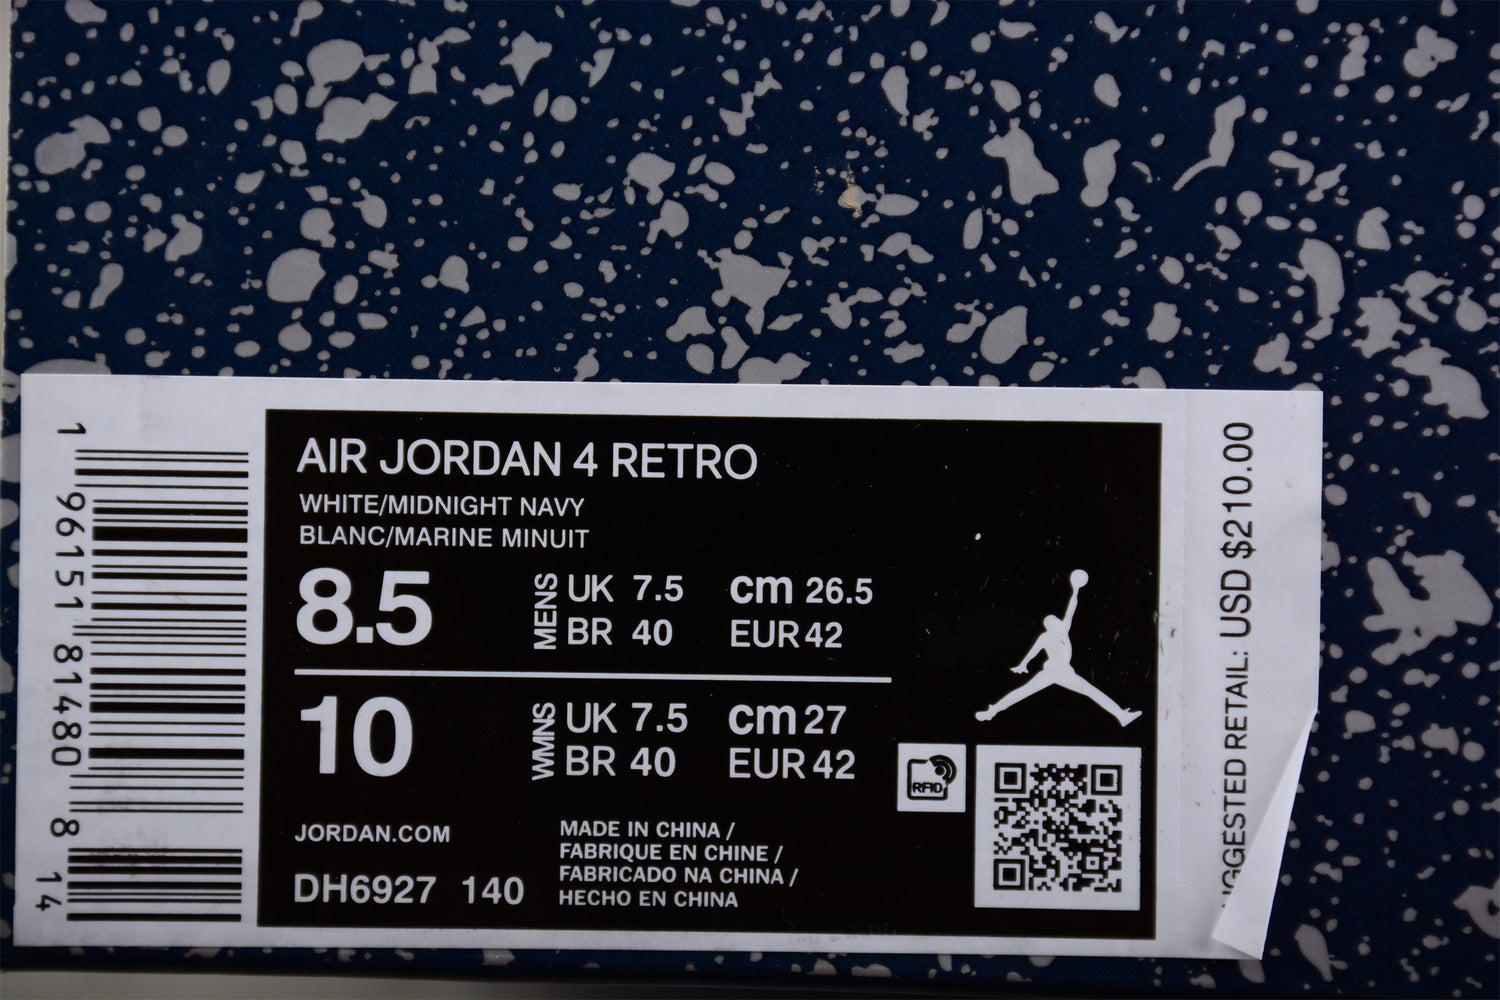 AIR JORDAN 4 RETRO
WHITE/MIDNIGHT NAVY
BLANC/MARINE MINUIT
8.5
MENS
UK 7.5
cm 26.5
BR 40
EUR 42
10
WMNS
UK 7.5
cm 27
BR 40
EUR 42
RFID
JORDAN.COM
DH6927 140
MADE IN CHINA /
FABRIQUE EN CHINE /
FABRICADO NA CHINA /
HECHO EN CHINA
1 96151 81480 8 14
RETAIL: USD $210.00